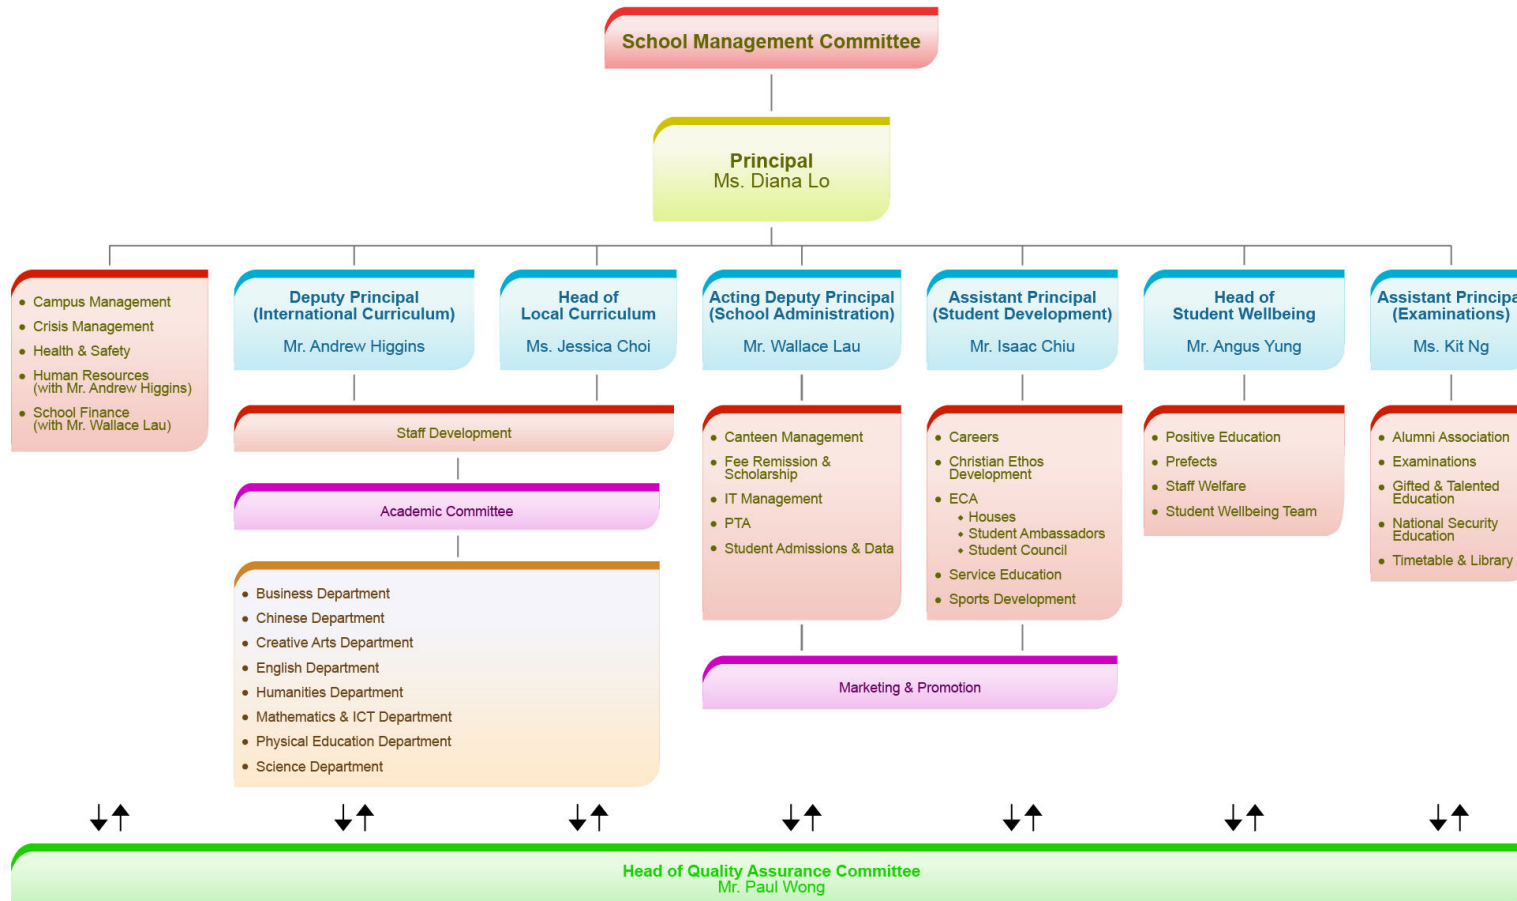 School Management Committee
Principal
Ms. Diana Lo
Campus Management
Crisis Management
Health & Safety
Human Resources
(with Mr. Andrew Higgins)
School Finance
(with Mr. Wallace Lau)
Deputy Principal
(International Curriculum)
Mr. Andrew Higgins
Head of
Local Curriculum
Ms. Jessica Choi
Acting Deputy Principal
(School Administration)
Mr. Wallace Lau
Assistant Principal
(Student Development)
Mr. Isaac Chiu
Head of
Student Wellbeing
Mr. Angus Yung
Assistant Principa
(Examinations)
Ms. Kit Ng
Staff Development
Academic Committee
Business Department
Chinese Department
Creative Arts Department
English Department
Humanities Department
Mathematics & ICT Department
Physical Education Department
Science Department
Canteen Management
Fee Remission &
Scholarship
IT Management
PTA
Student Admissions & Data
Careers
Christian Ethos
Development
ECA
Houses
Student Ambassadors
Student Council
Service Education
Sports Development
Marketing & Promotion
Positive Education
Prefects
Staff Welfare
Student Wellbeing Team
Alumni Association
Examinations
Gifted & Talented
Education
National Security
Education
Timetable & Library
Head of Quality Assurance Committee
Mr. Paul Wong